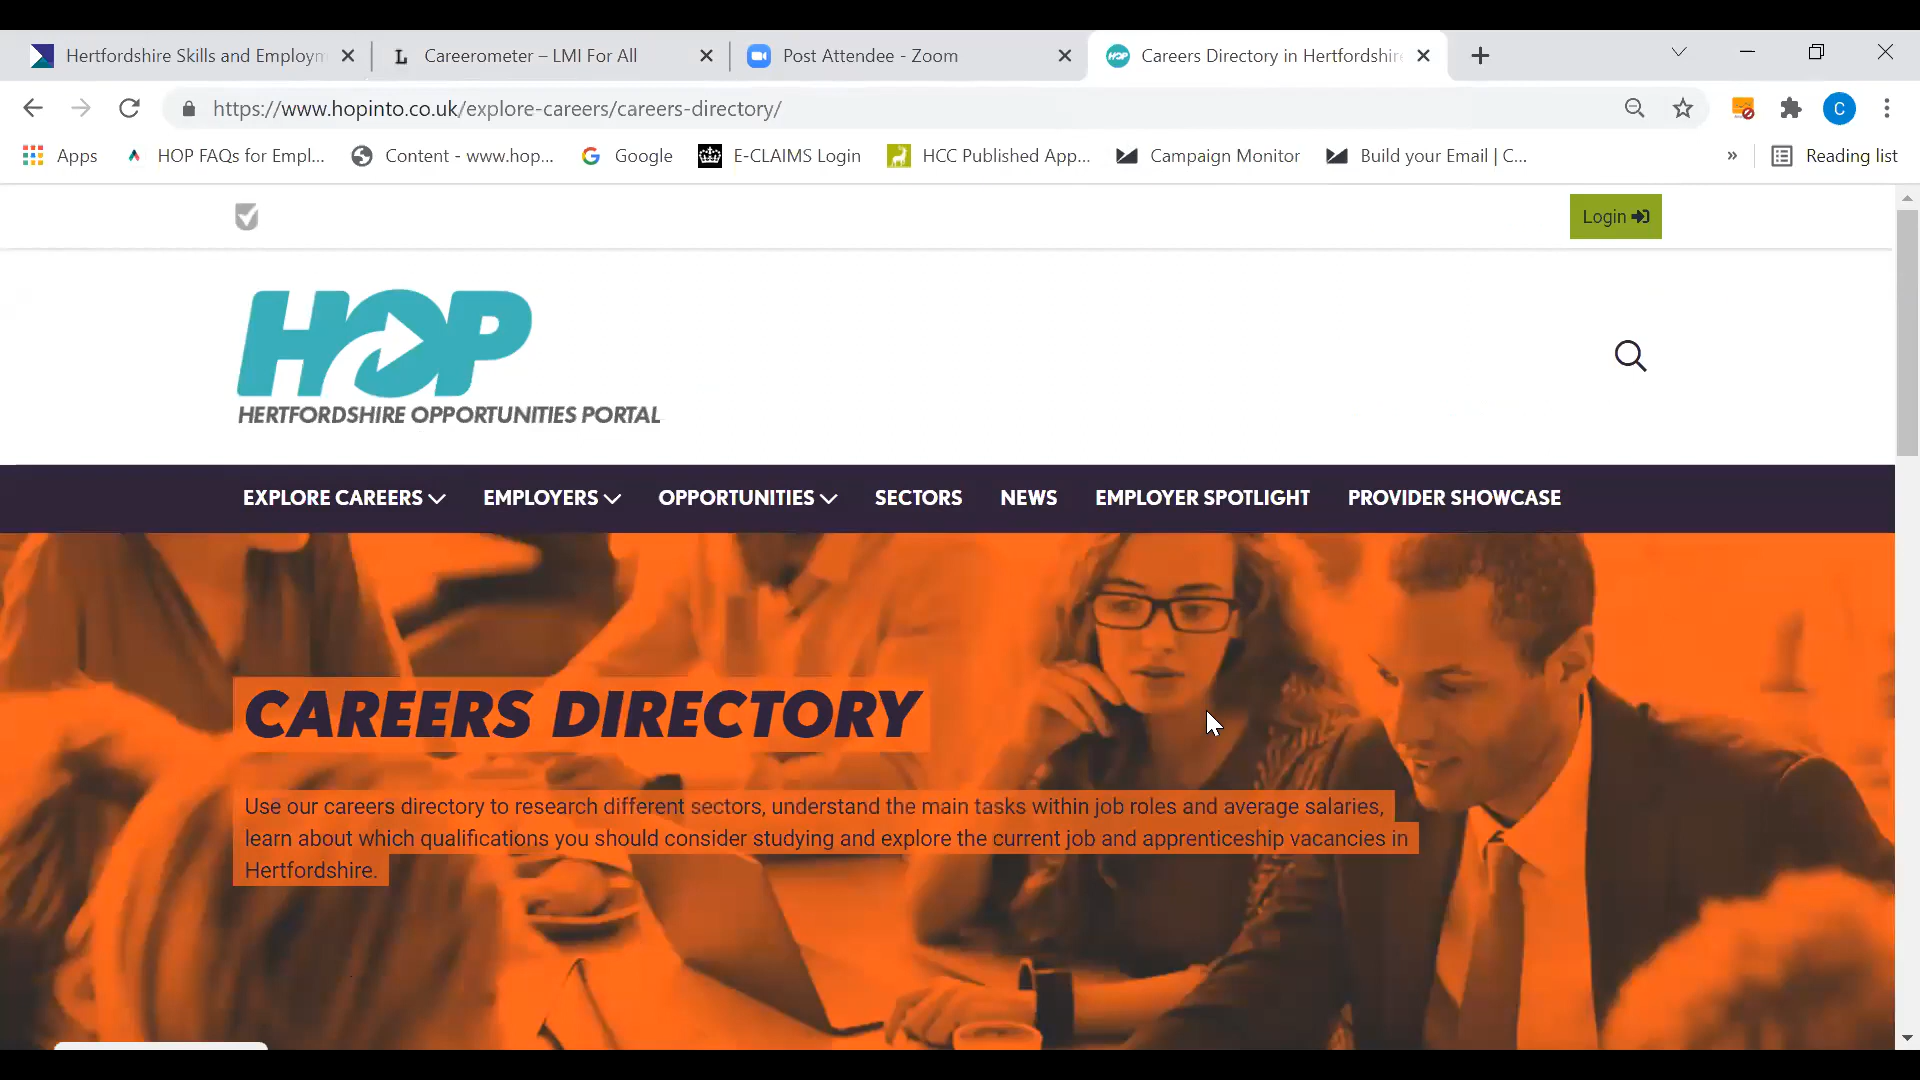 Hertfordshire Skills and Employm
Careerometer – LMI For All
Post Attendee - Zoom
Careers Directory in Hertfordshire
https://www.hopinto.co.uk/explore-careers/careers-directory/
C
Apps
HOP FAQs for Empl...
Content - www.hop...
Google
E-CLAIMS Login
HCC Published App...
Campaign Monitor
Build your Email | C...
»
Reading list
Login
HOP
HERTFORDSHIRE OPPORTUNITIES PORTAL
EXPLORE CAREERS
EMPLOYERS
OPPORTUNITIES
SECTORS
NEWS
EMPLOYER SPOTLIGHT
PROVIDER SHOWCASE
CAREERS DIRECTORY
Use our careers directory to research different sectors, understand the main tasks within job roles and average salaries,
learn about which qualifications you should consider studying and explore the current job and apprenticeship vacancies in
Hertfordshire.